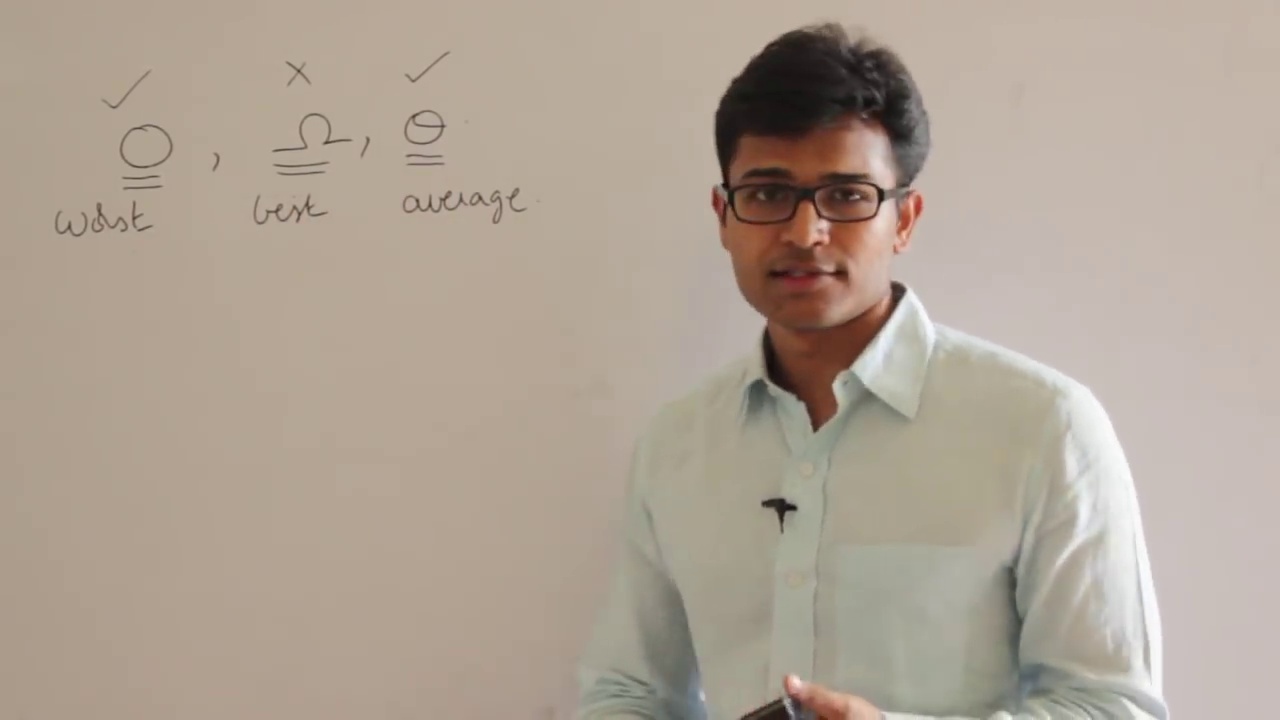 ✓ × ✓
O , Ω , Θ
worst best average